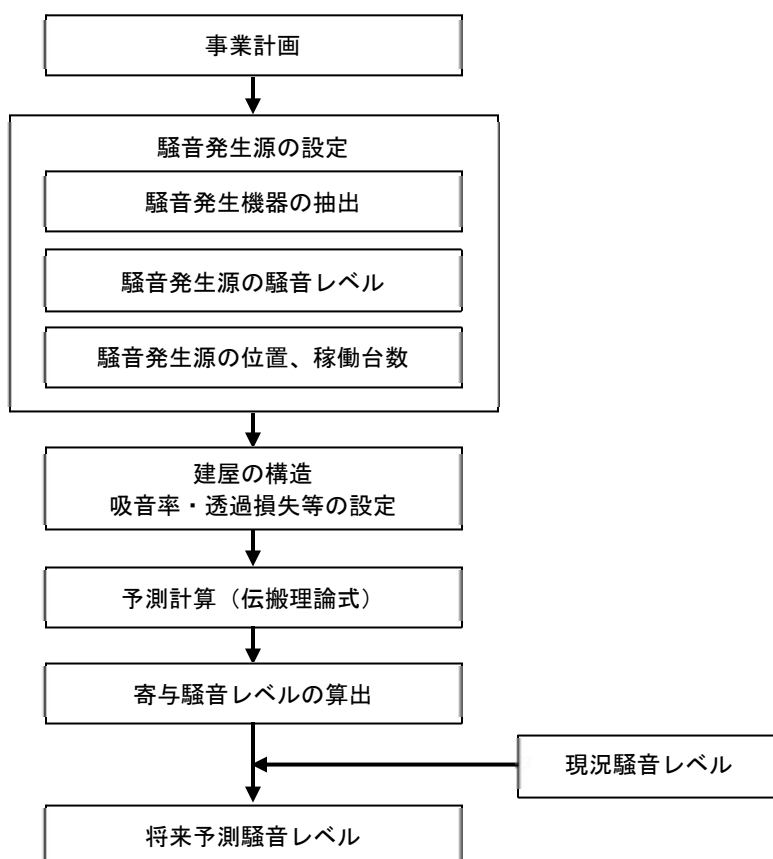 事業計画
騒音発生源の設定
騒音発生機器の抽出
騒音発生源の騒音レベル
騒音発生源の位置、稼働台数
建屋の構造
吸音率・透過損失等の設定
予測計算（伝搬理論式）
寄与騒音レベルの算出
現況騒音レベル
将来予測騒音レベル